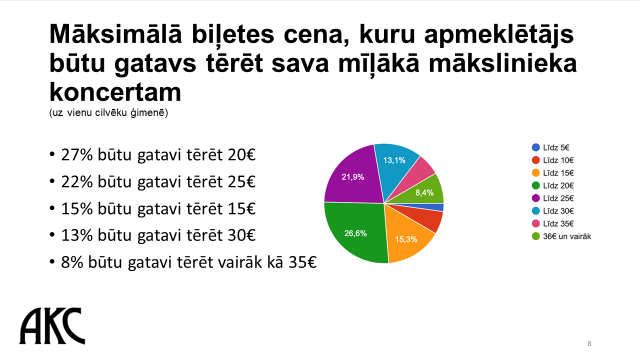 Māksimālā biļetes cena, kuru apmeklētājs
būtu gatavs tērēt sava mīļākā mākslinieka
koncertam
(uz vienu cilvēku ģimenē)
• 27% būtu gatavi tērēt 20€
• 22% būtu gatavi tērēt 25€
• 15% būtu gatavi tērēt 15€
• 13% būtu gatavi tērēt 30€
• 8% būtu gatavi tērēt vairāk kā 35€
13,1%
21,9%
8,4%
26,6%
15,3%
Līdz 5€
Līdz 10€
Līdz 15€
Līdz 20€
Līdz 25€
Līdz 30€
Līdz 35€
36€ un vairāk
AKC
8